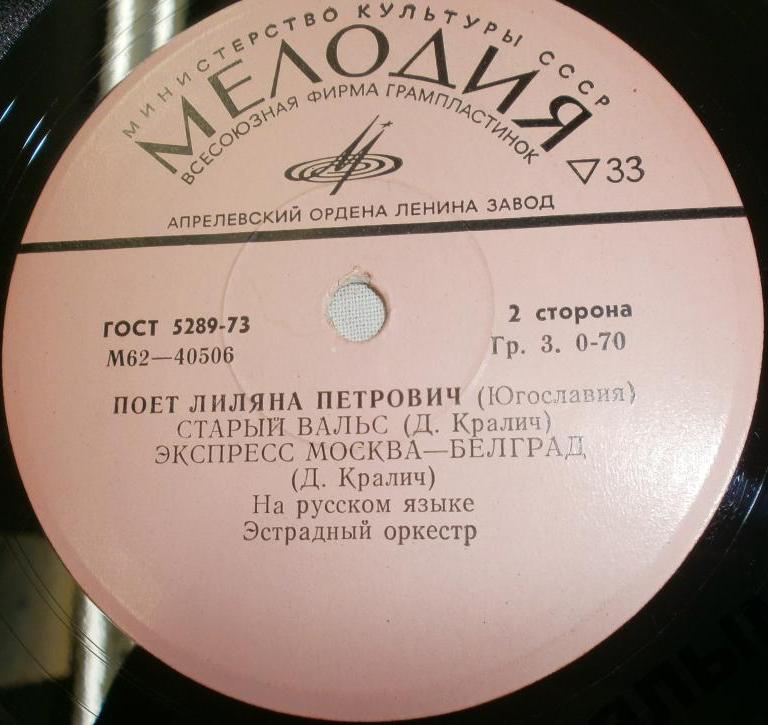 МИНИСТЕРСТВО КУЛЬТУРЫ СССР
МЕЛОДИЯ
ВСЕСОЮЗНАЯ ФИРМА ГРАМПЛАСТИНОК
▽33
АПРЕЛЕВСКИЙ ОРДЕНА ЛЕНИНА ЗАВОД
ГОСТ 5289-73
2 сторона
М62—40506
Гр. 3. 0-70
ПОЕТ ЛИЛЯНА ПЕТРОВИЧ (Югославия)
СТАРЫЙ ВАЛЬС (Д. Кралич)
ЭКСПРЕСС МОСКВА—БЕЛГРАД
(Д. Кралич)
На русском языке
Эстрадный оркестр